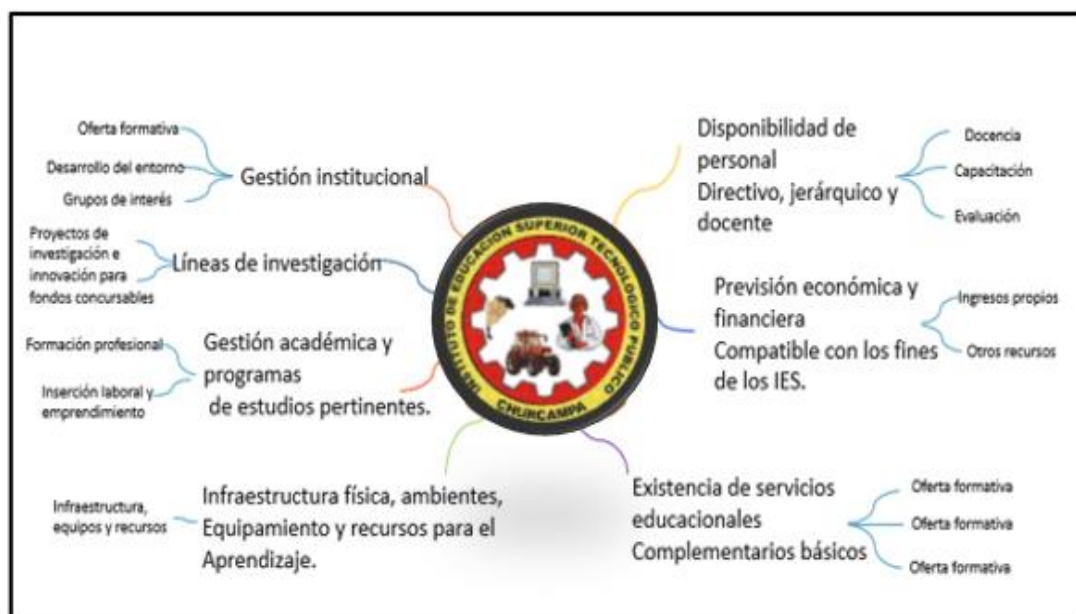 Oferta formativa
Desarrollo del entorno
Grupos de interés
Gestión institucional
Proyectos de
investigación e
innovación para
fondos concursables
Líneas de investigación
Formación profesional
Inserción laboral y
emprendimiento
Gestión académica y
programas
de estudios pertinentes.
Infraestructura,
equipos y recursos
Infraestructura física, ambientes,
Equipamiento y recursos para el
Aprendizaje.
INSTITUTO DE EDUCACIÓN SUPERIOR TECNOLÓGICO PÚBLICO
CHURCAMPA
Disponibilidad de
personal
Directivo, jerárquico y
docente
Docencia
Capacitación
Evaluación
Previsión económica y
financiera
Compatible con los fines
de los IES.
Ingresos propios
Otros recursos
Existencia de servicios
educacionales
Complementarios básicos
Oferta formativa
Oferta formativa
Oferta formativa